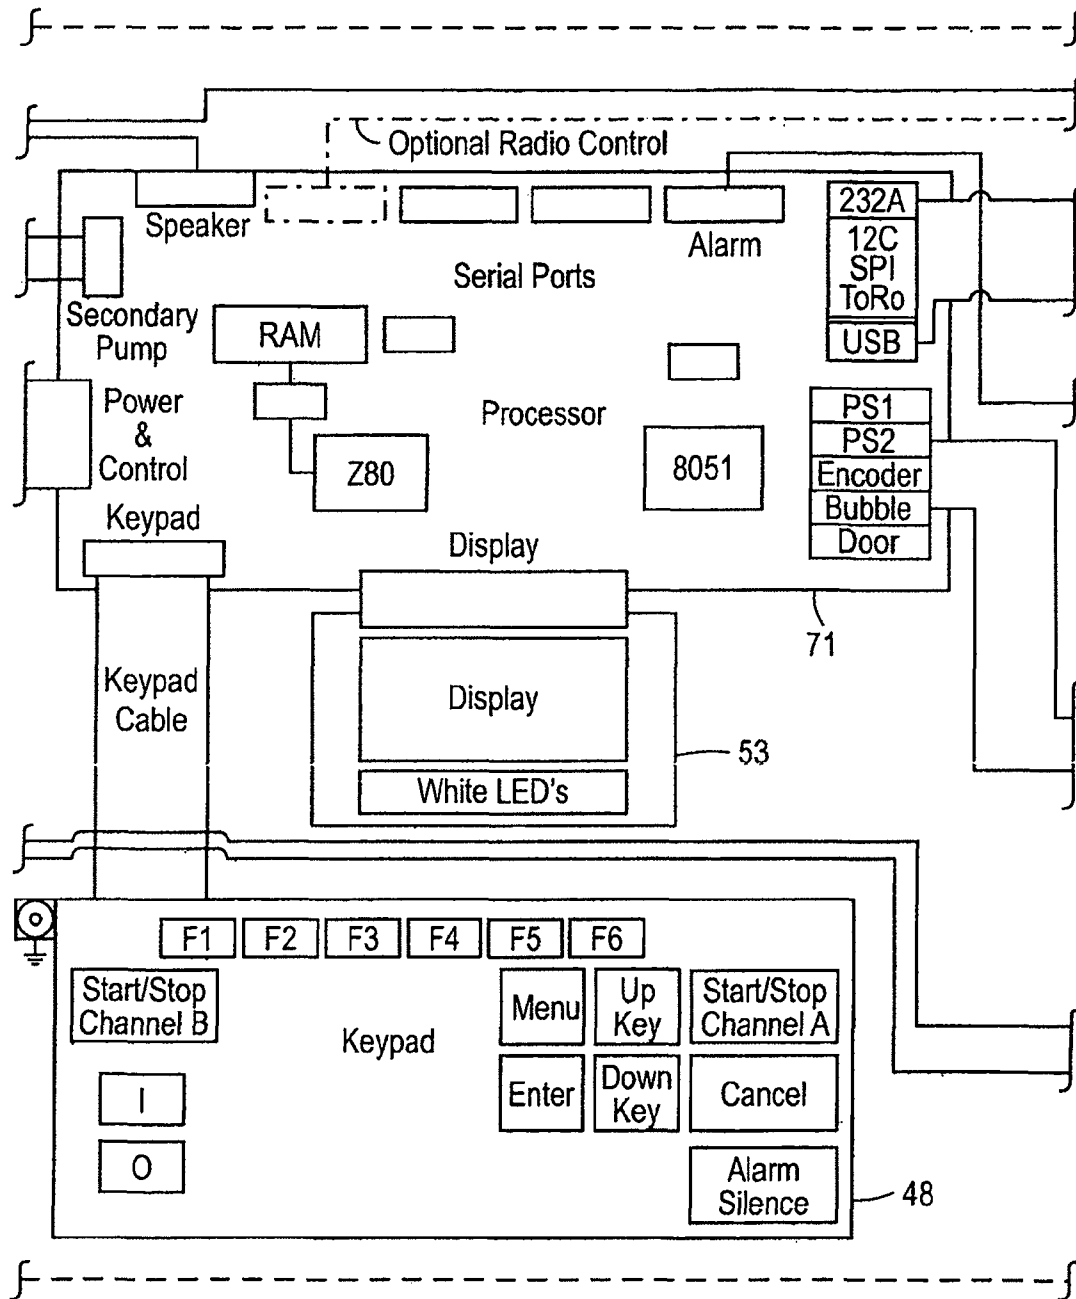 Optional Radio Control
Speaker
Alarm
232A
12C
SPI
ToRo
USB
Serial Ports
Secondary
Pump
RAM
Power
&
Control
Processor
Z80
8051
PS1
PS2
Encoder
Bubble
Door
Keypad
Display
71
Keypad
Cable
Display
53
White LED's
F1 F2 F3 F4 F5 F6
Start/Stop
Channel B
Menu
Up
Key
Start/Stop
Channel A
Keypad
I
Enter
Down
Key
Cancel
O
Alarm
Silence
48